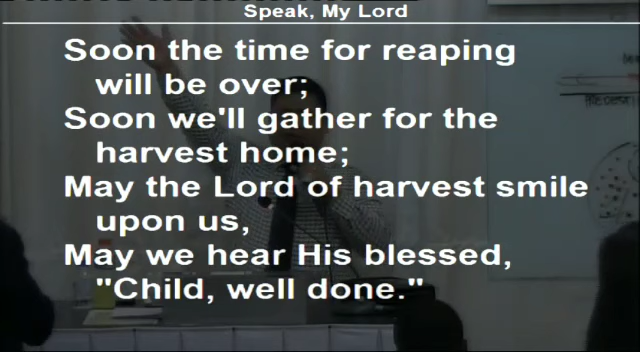 Speak, My Lord
Soon the time for reaping
will be over;
Soon we'll gather for the
harvest home;
May the Lord of harvest smile
upon us,
May we hear His blessed,
"Child, well done."